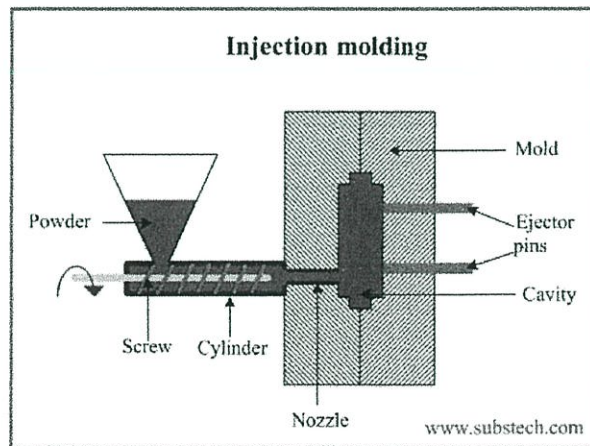 Injection molding
Mold
Powder
Ejector
pins
Cavity
Screw
Cylinder
Nozzle
www.substech.com